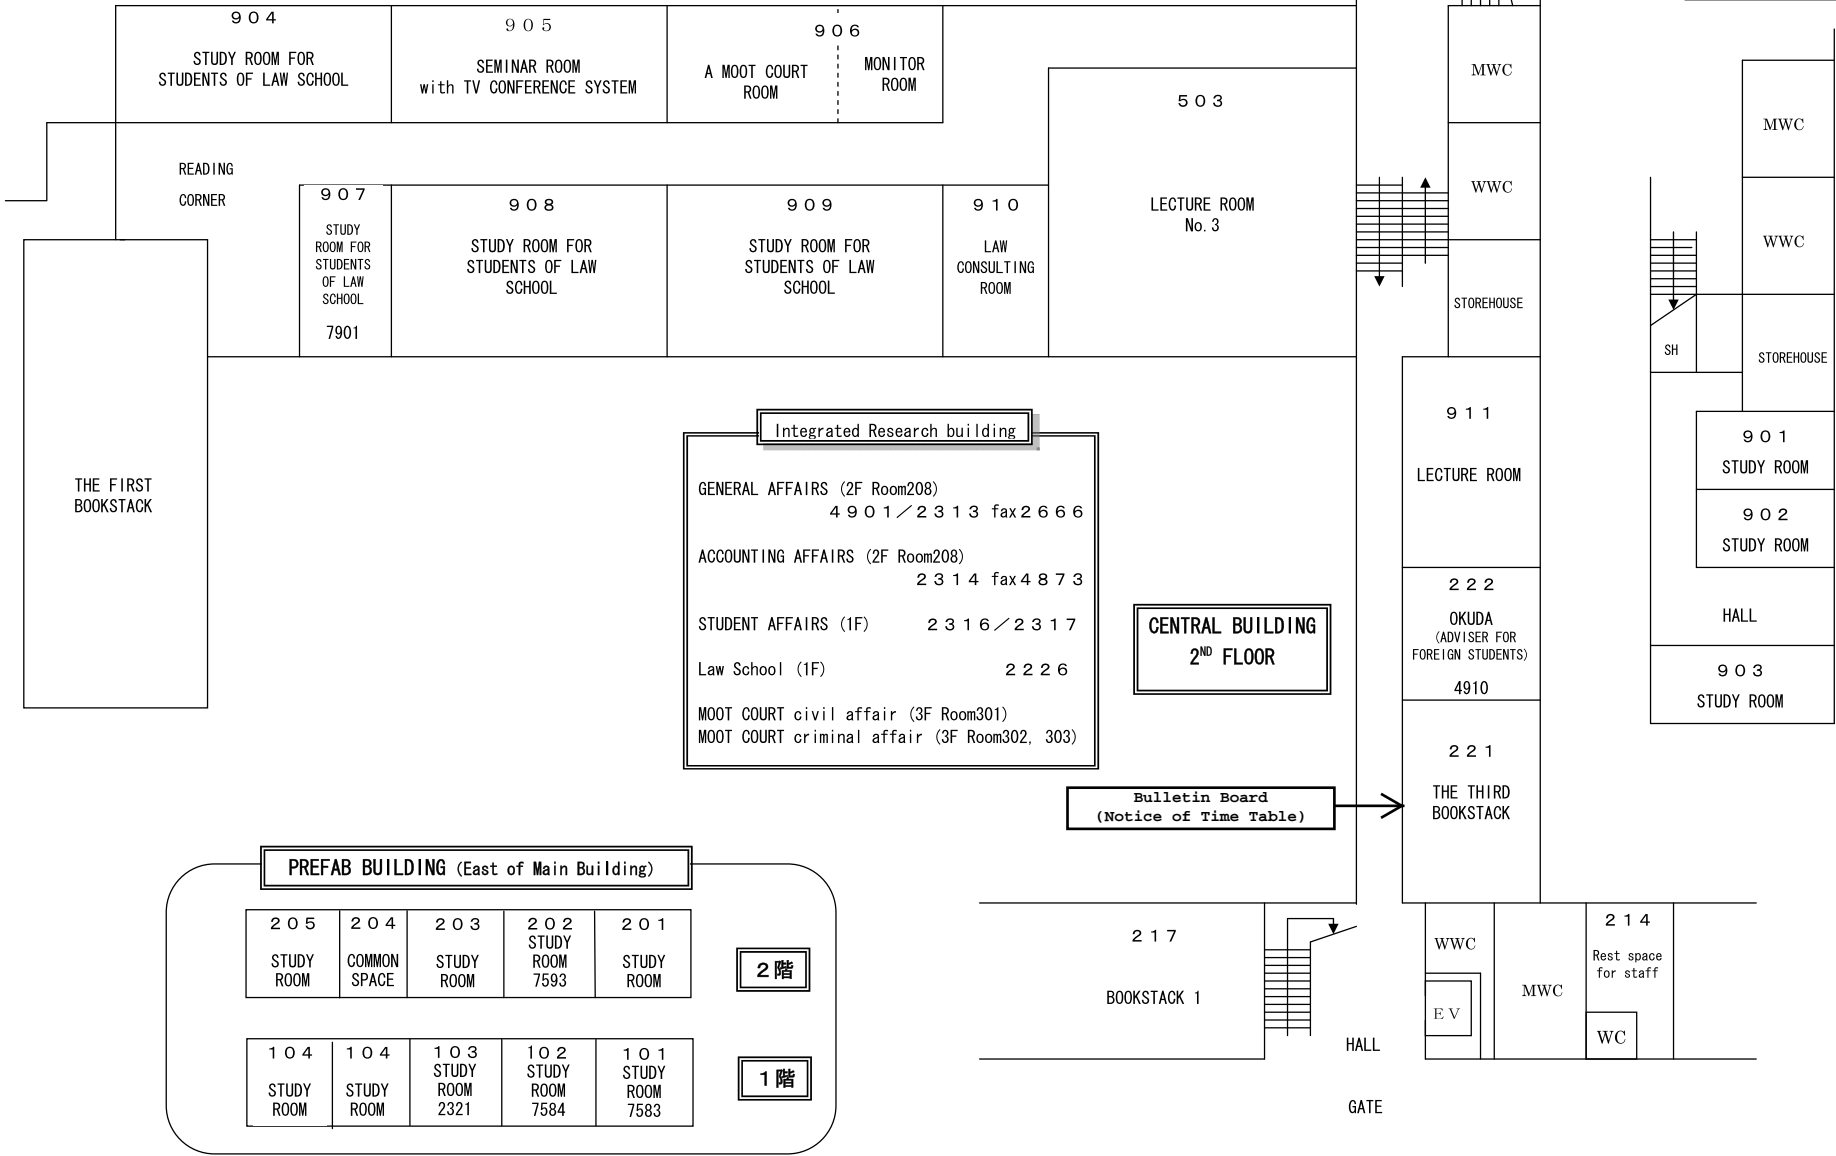 ９０４
STUDY ROOM FOR
STUDENTS OF LAW SCHOOL
９０５
SEMINAR ROOM
with TV CONFERENCE SYSTEM
９０６
A MOOT COURT
ROOM
MONITOR
ROOM
５０３
LECTURE ROOM
No.3
MWC
WWC
STOREHOUSE
MWC
WWC
STOREHOUSE
SH
READING
CORNER
９０７
STUDY
ROOM FOR
STUDENTS
OF LAW
SCHOOL
7901
９０８
STUDY ROOM FOR
STUDENTS OF LAW
SCHOOL
９０９
STUDY ROOM FOR
STUDENTS OF LAW
SCHOOL
９１０
LAW
CONSULTING
ROOM
THE FIRST
BOOKSTACK
Integrated Research building
GENERAL AFFAIRS (2F Room208)
４９０１／２３１３ fax２６６６
ACCOUNTING AFFAIRS (2F Room208)
２３１４ fax４８７３
STUDENT AFFAIRS (1F) ２３１６／２３１７
Law School (1F) ２２２６
MOOT COURT civil affair (3F Room301)
MOOT COURT criminal affair (3F Room302, 303)
CENTRAL BUILDING
2ND FLOOR
９１１
LECTURE ROOM
２２２
OKUDA
(ADVISER FOR
FOREIGN STUDENTS)
4910
２２１
THE THIRD
BOOKSTACK
９０１
STUDY ROOM
９０２
STUDY ROOM
HALL
９０３
STUDY ROOM
Bulletin Board
(Notice of Time Table)
PREFAB BUILDING (East of Main Building)
２０５
STUDY
ROOM
２０４
COMMON
SPACE
２０３
STUDY
ROOM
２０２
STUDY
ROOM
7593
２０１
STUDY
ROOM
２階
１０４
STUDY
ROOM
１０４
STUDY
ROOM
１０３
STUDY
ROOM
2321
１０２
STUDY
ROOM
7584
１０１
STUDY
ROOM
7583
１階
２１７
BOOKSTACK 1
HALL
GATE
WWC
ＥＶ
MWC
２１４
Rest space
for staff
WC